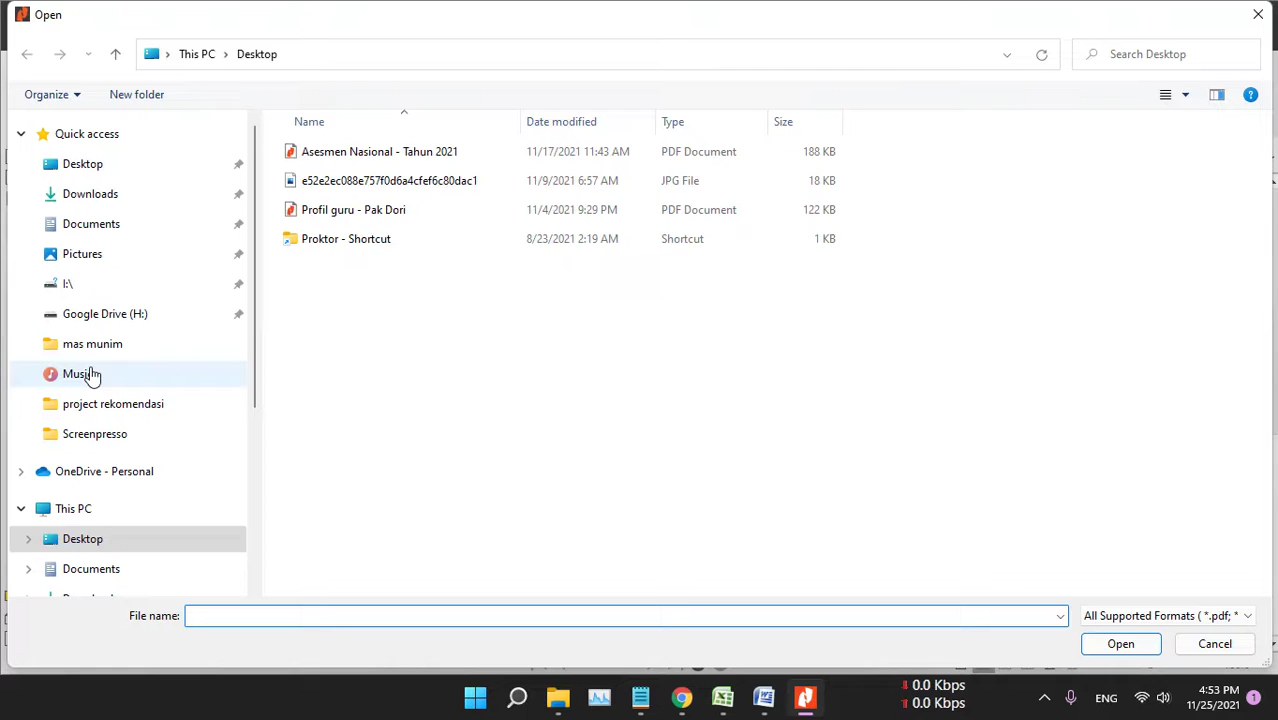 Open
This PC > Desktop
Search Desktop
Organize
New folder
Name
Date modified
Type
Size
Quick access
Desktop
Downloads
Documents
Pictures
I:\
Google Drive (H:)
mas munim
project rekomendasi
Screenpresso
OneDrive - Personal
This PC
Desktop
Documents
Asesmen Nasional - Tahun 2021 11/17/2021 11:43 AM PDF Document 188 KB
e52e2ec088e757f0d6a4cfef6c80dac1 11/9/2021 6:57 AM JPG File 18 KB
Profil guru - Pak Dori 11/4/2021 9:29 PM PDF Document 122 KB
Proktor - Shortcut 8/23/2021 2:19 AM Shortcut 1 KB
File name:
All Supported Formats ( *.pdf; *
Open
Cancel
0.0 Kbps
0.0 Kbps
ENG
4:53 PM
11/25/2021
1